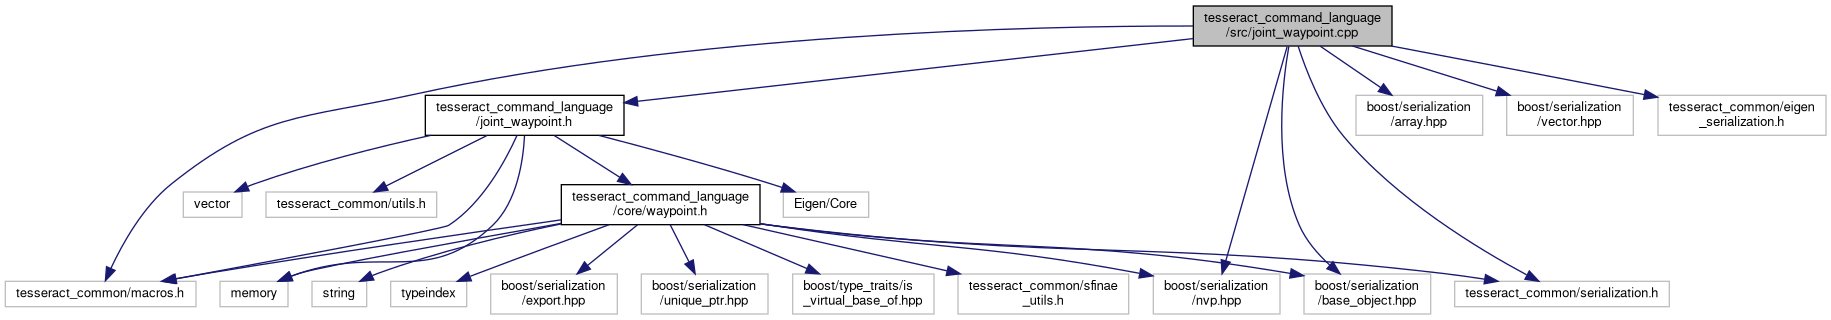 tesseract_command_language
/src/joint_waypoint.cpp
tesseract_command_language
/joint_waypoint.h
boost/serialization
/array.hpp
boost/serialization
/vector.hpp
tesseract_common/eigen
_serialization.h
vector
tesseract_common/utils.h
tesseract_command_language
/core/waypoint.h
Eigen/Core
tesseract_common/macros.h
memory
string
typeindex
boost/serialization
/export.hpp
boost/serialization
/unique_ptr.hpp
boost/type_traits/is
_virtual_base_of.hpp
tesseract_common/sfinae
_utils.h
boost/serialization
/nvp.hpp
boost/serialization
/base_object.hpp
tesseract_common/serialization.h